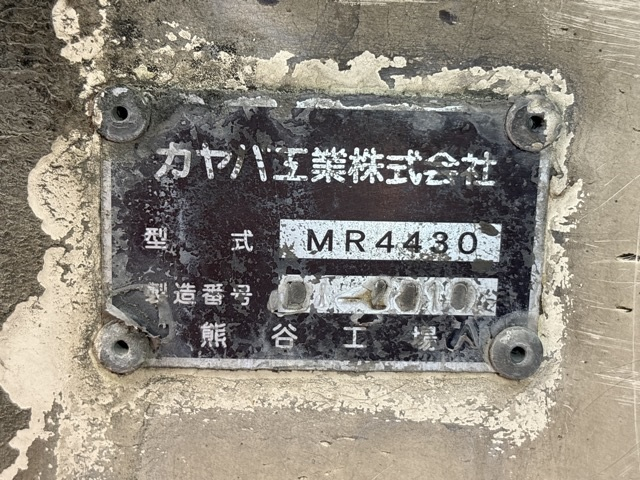 カヤバ工業株式会社
型式 MR4430
製造番号
熊谷工場